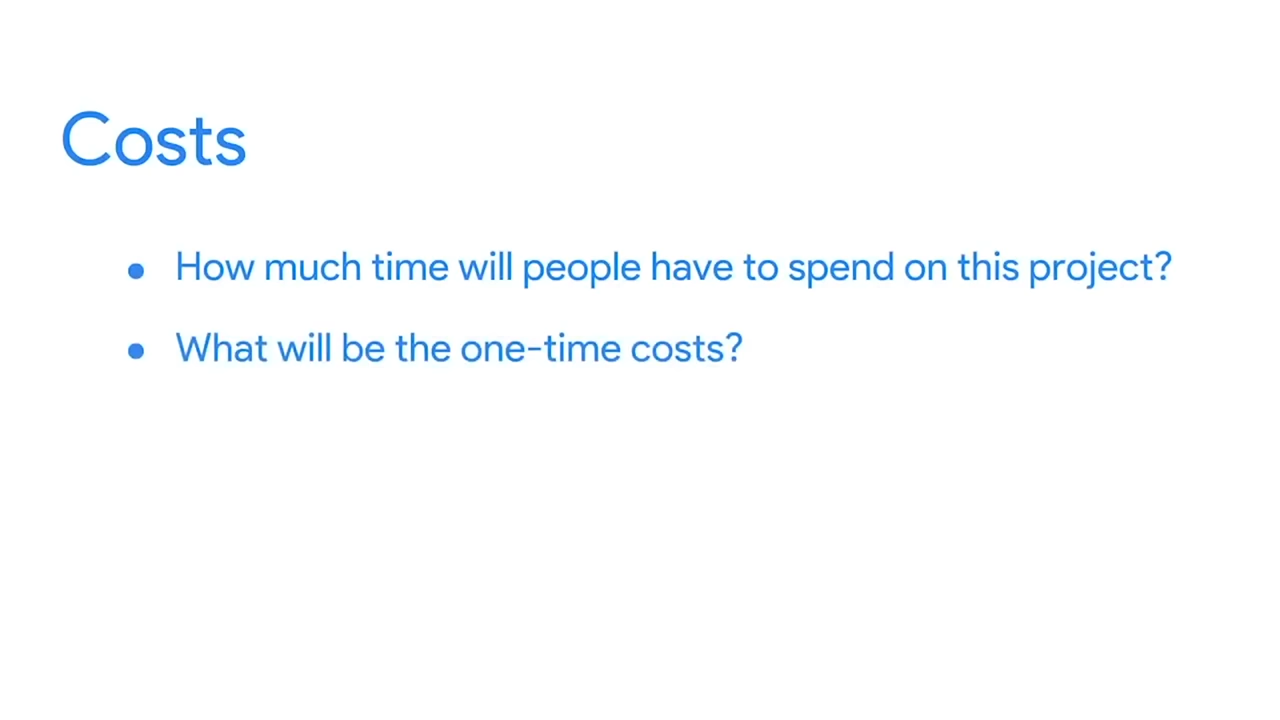 Costs
● How much time will people have to spend on this project?
● What will be the one-time costs?